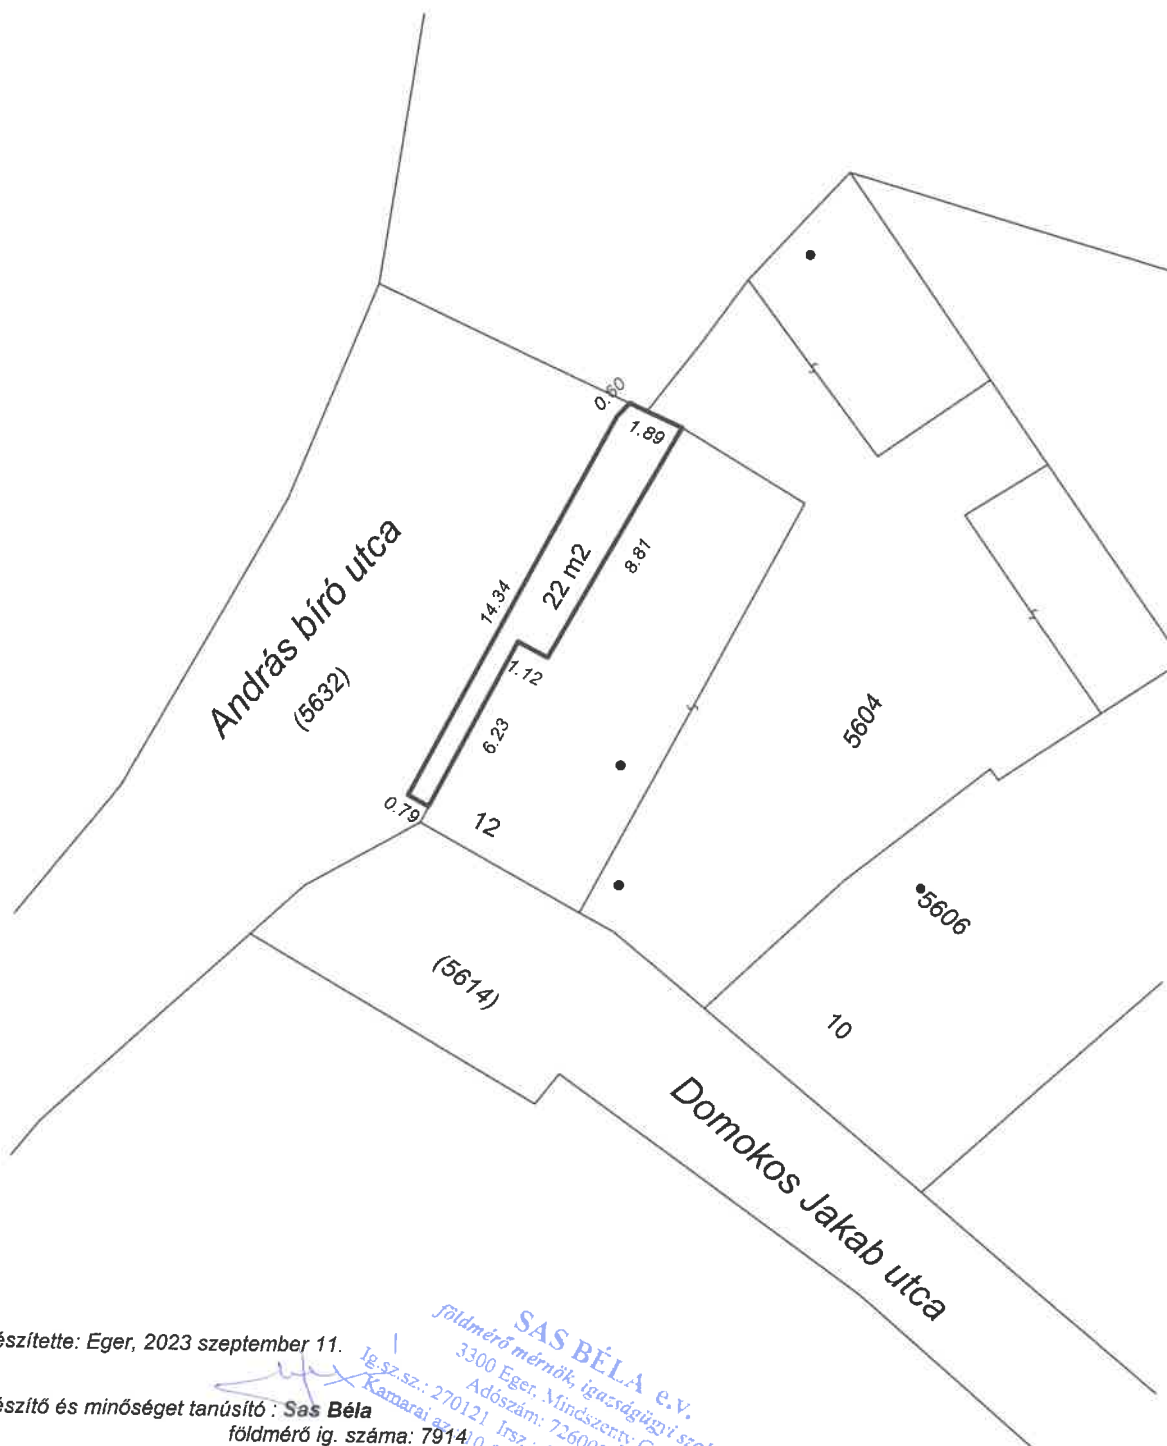 0.60
1.89
András bíró utca
(5632)
14.34
22 m2
8.81
1.12
6.23
0.79
12
5604
5606
(5614)
10
Domokos Jakab utca
észítette: Eger, 2023 szeptember 11.
észítő és minőséget tanúsító : Sas Béla
földmérő ig. száma: 7914
SAS BÉLA e.v.
földmérő mérnök, igazságügyi
3300 Eger, Mindszenty
Adószám:
Ig.sz.sz.: 270121
Kamarai